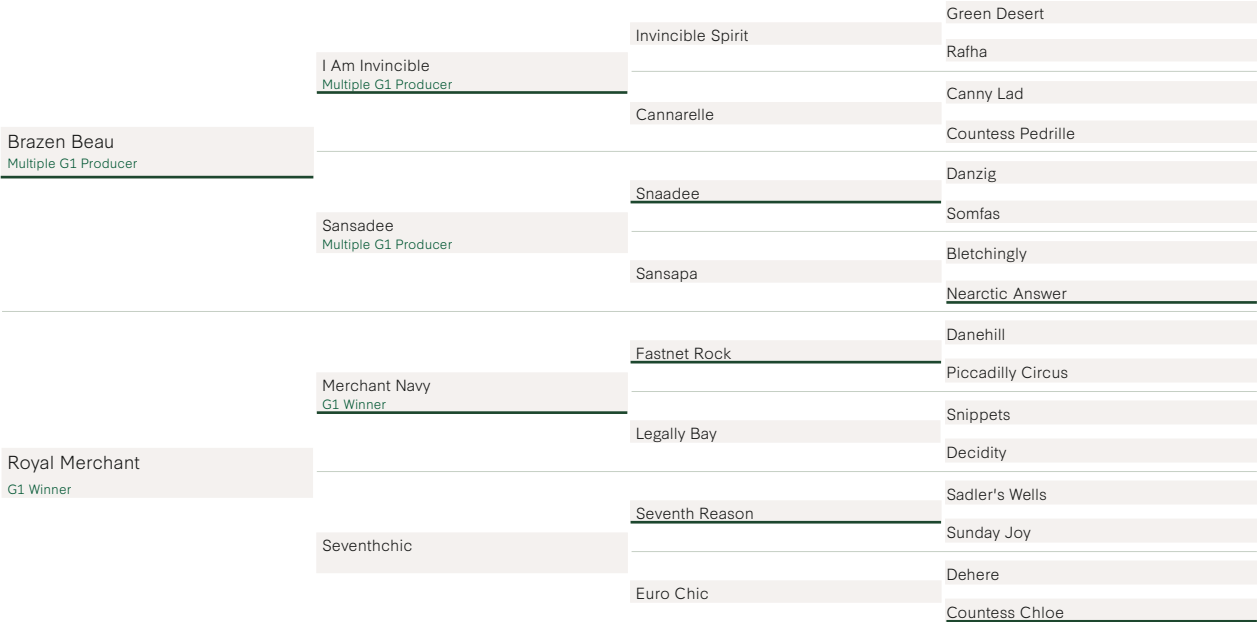 Brazen Beau
Multiple G1 Producer
Royal Merchant
G1 Winner
I Am Invincible
Multiple G1 Producer
Sansadee
Multiple G1 Producer
Merchant Navy
G1 Winner
Seventhchic
Invincible Spirit
Cannarelle
Snaadee
Sansapa
Fastnet Rock
Legally Bay
Seventh Reason
Euro Chic
Green Desert
Rafha
Canny Lad
Countess Pedrille
Danzig
Somfas
Bletchingly
Nearctic Answer
Danehill
Piccadilly Circus
Snippets
Decidity
Sadler's Wells
Sunday Joy
Dehere
Countess Chloe